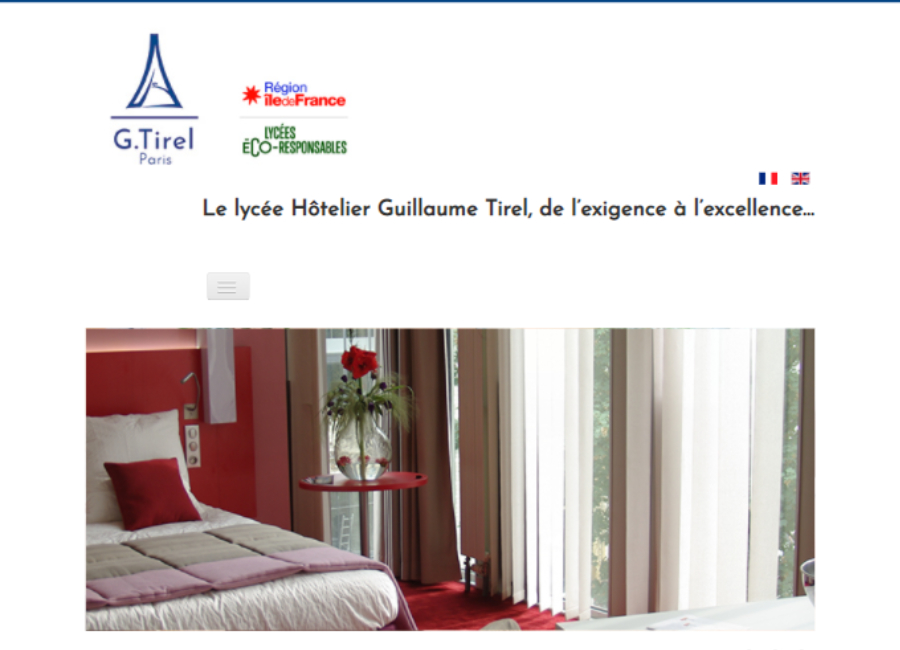 G.Tirel
Paris
Région
îledeFrance
LYCÉES
ÉCO-RESPONSABLES
Le lycée Hôtelier Guillaume Tirel, de l'exigence à l'excellence...